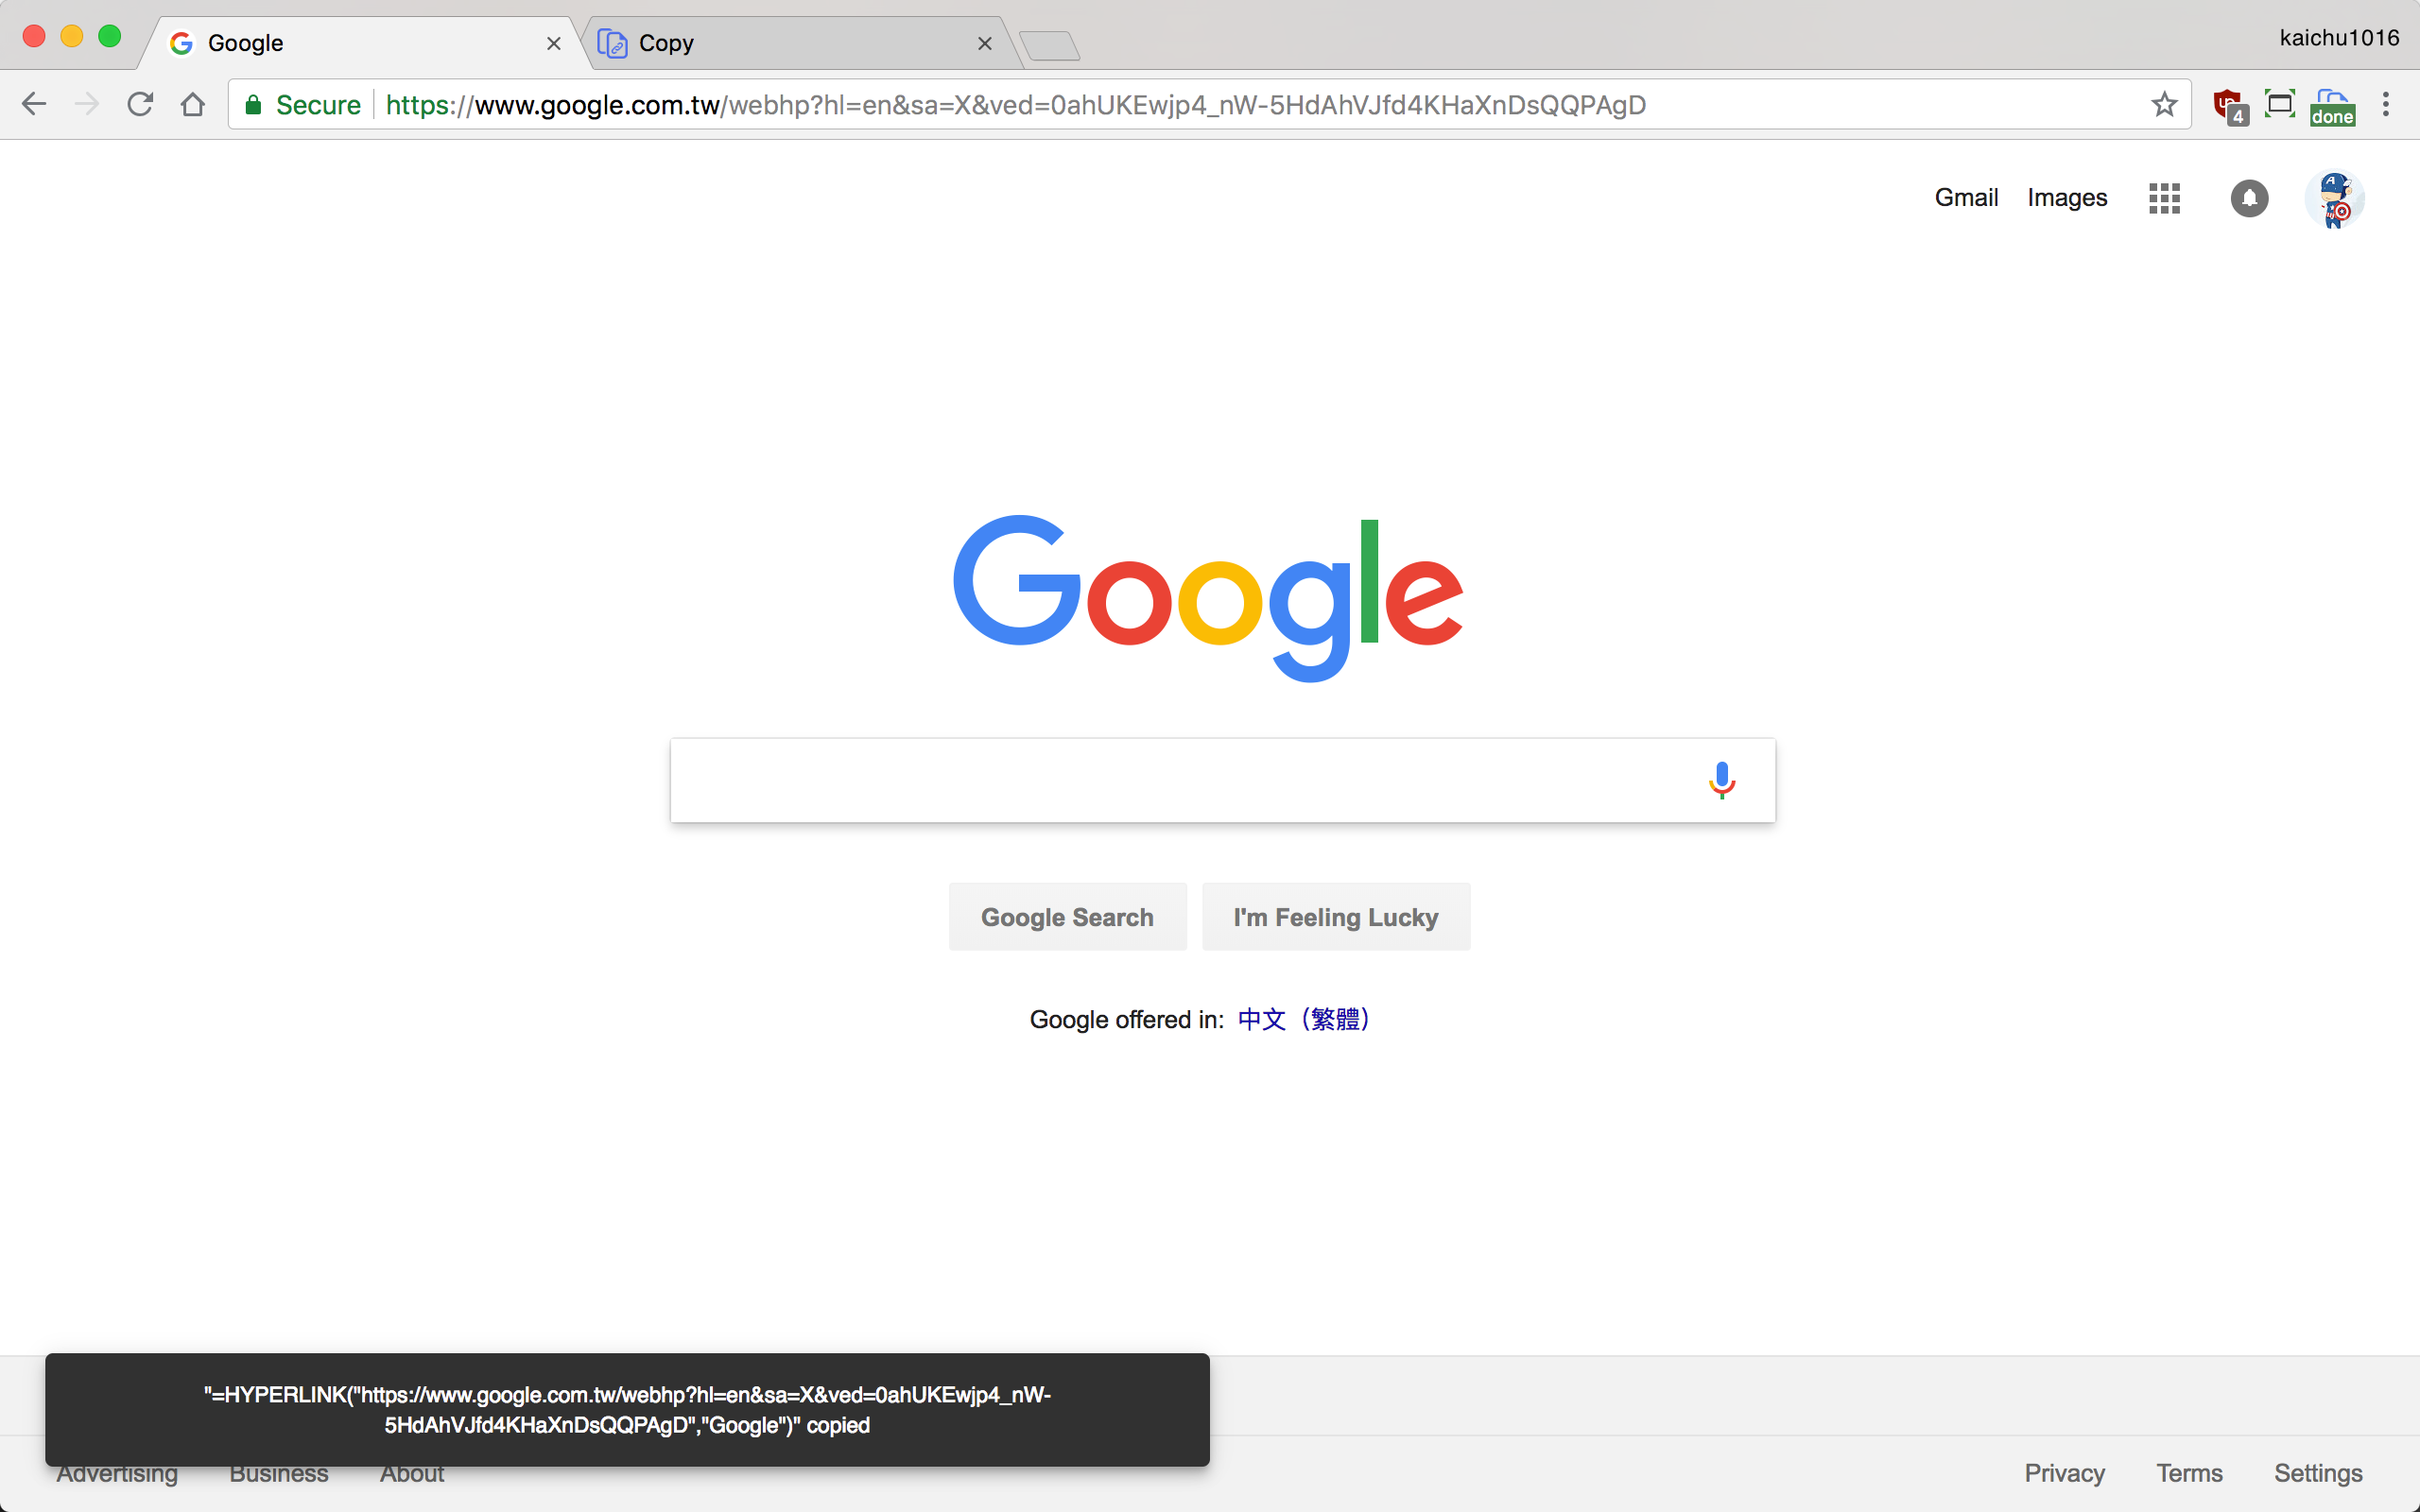 Google
Copy
kaichu1016
Secure
https://www.google.com.tw/webhp?hl=en&sa=X&ved=0ahUKEwjp4_nW-5HdAhVJfd4KHaXnDsQQPAgD
4
done
Gmail
Images
Google
Google Search
I'm Feeling Lucky
Google offered in: 中文（繁體）
"=HYPERLINK("https://www.google.com.tw/webhp?hl=en&sa=X&ved=0ahUKEwjp4_nW-
5HdAhVJfd4KHaXnDsQQPAgD","Google")" copied
Advertising
Business
About
Privacy
Terms
Settings